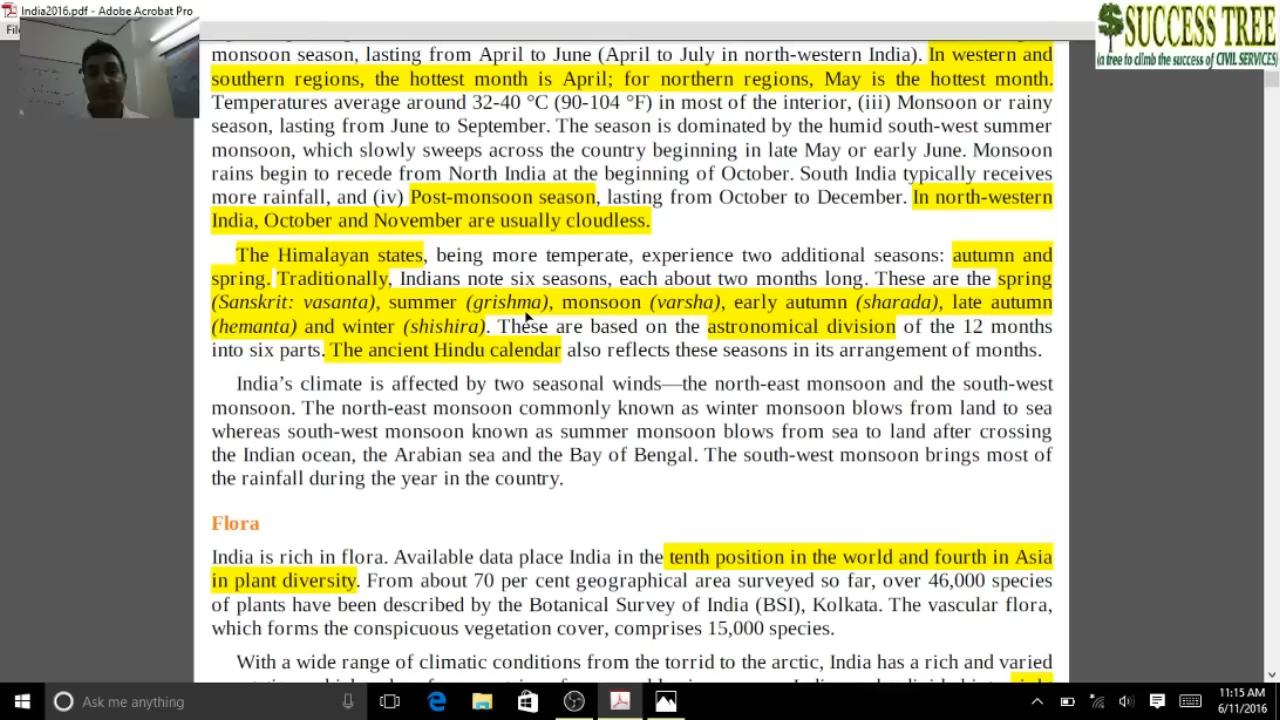 India2016.pdf - Adobe Acrobat Pro
SUCCESS TREE
(a tree to climb the success of CIVIL SERVICES)
monsoon season, lasting from April to June (April to July in north-western India). In western and
southern regions, the hottest month is April; for northern regions, May is the hottest month.
Temperatures average around 32-40 °C (90-104 °F) in most of the interior, (iii) Monsoon or rainy
season, lasting from June to September. The season is dominated by the humid south-west summer
monsoon, which slowly sweeps across the country beginning in late May or early June. Monsoon
rains begin to recede from North India at the beginning of October. South India typically receives
more rainfall, and (iv) Post-monsoon season, lasting from October to December. In north-western
India, October and November are usually cloudless.
The Himalayan states, being more temperate, experience two additional seasons: autumn and
spring. Traditionally, Indians note six seasons, each about two months long. These are the spring
(Sanskrit: vasanta), summer (grishma), monsoon (varsha), early autumn (sharada), late autumn
(hemanta) and winter (shishira). These are based on the astronomical division of the 12 months
into six parts. The ancient Hindu calendar also reflects these seasons in its arrangement of months.
India's climate is affected by two seasonal winds—the north-east monsoon and the south-west
monsoon. The north-east monsoon commonly known as winter monsoon blows from land to sea
whereas south-west monsoon known as summer monsoon blows from sea to land after crossing
the Indian ocean, the Arabian sea and the Bay of Bengal. The south-west monsoon brings most of
the rainfall during the year in the country.
Flora
India is rich in flora. Available data place India in the tenth position in the world and fourth in Asia
in plant diversity. From about 70 per cent geographical area surveyed so far, over 46,000 species
of plants have been described by the Botanical Survey of India (BSI), Kolkata. The vascular flora,
which forms the conspicuous vegetation cover, comprises 15,000 species.
With a wide range of climatic conditions from the torrid to the arctic, India has a rich and varied
Ask me anything
11:15 AM
6/11/2016